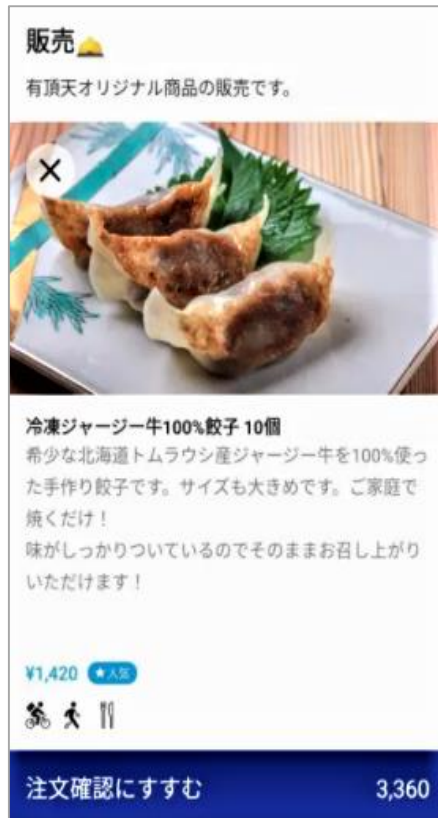 販売🛎️
有頂天オリジナル商品の販売です。
冷凍ジャージー牛100%餃子 10個
希少な北海道トムラウシ産ジャージー牛を100%使っ
た手作り餃子です。サイズも大きめです。ご家庭で
焼くだけ！
味がしっかりついているのでそのままお召し上がり
いただけます！
¥1,420 ★人気
注文確認にすすむ 3,360